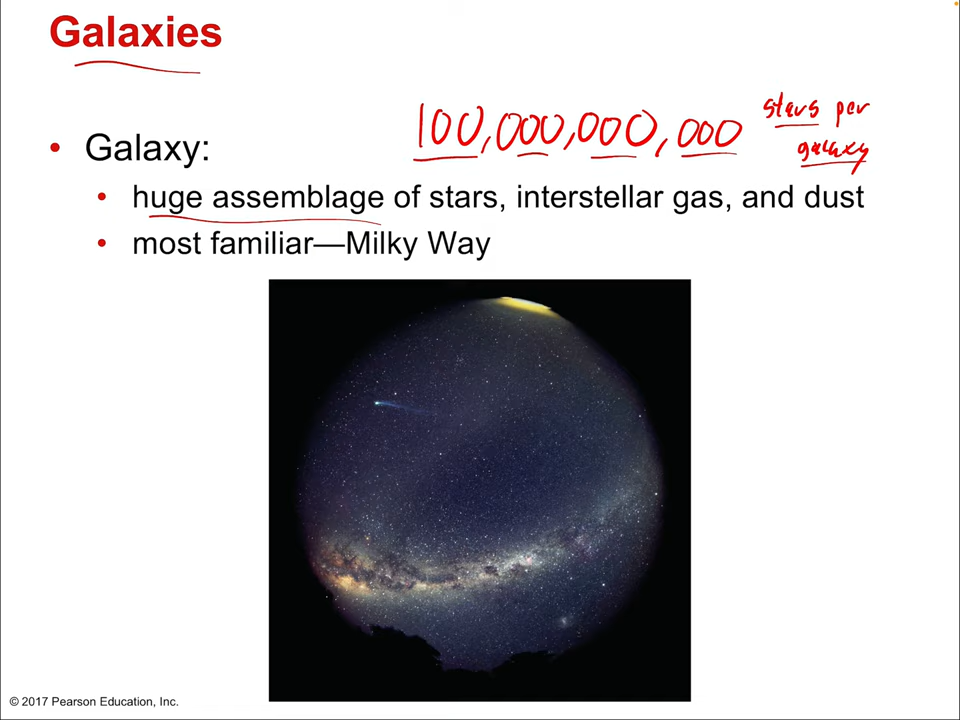 Galaxies
100,000,000,000 stars per
galaxy
• Galaxy:
• huge assemblage of stars, interstellar gas, and dust
• most familiar—Milky Way
© 2017 Pearson Education, Inc.